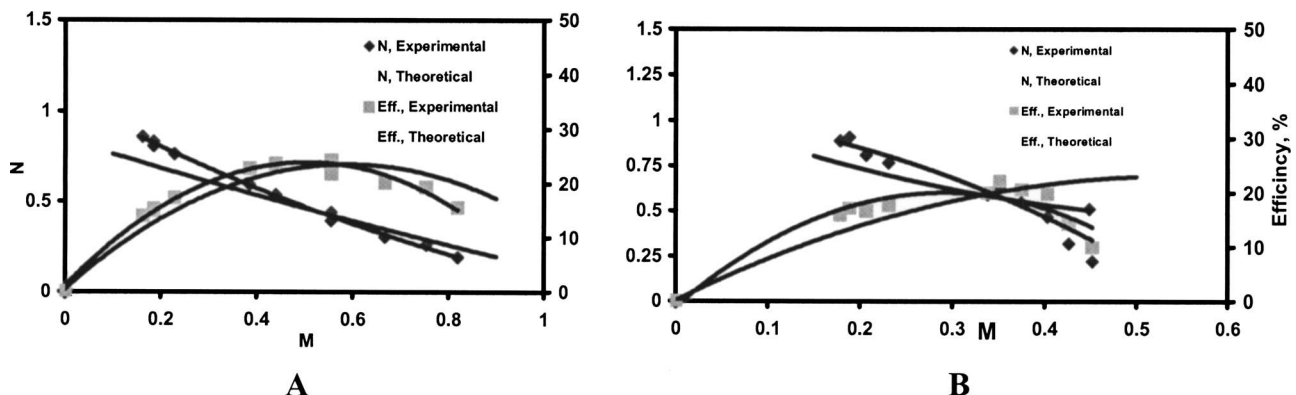 1.5
1
0.5
0
N
0
0.2
0.4
0.6
0.8
1
M
50
40
30
20
10
0
N, Experimental
N, Theoretical
Eff., Experimental
Eff., Theoretical
A
1.5
1.25
1
0.75
0.5
0.25
0
0
0.1
0.2
0.3
0.4
0.5
0.6
M
50
40
30
20
10
0
Efficincy, %
N, Experimental
N, Theoretical
Eff., Experimental
Eff., Theoretical
B